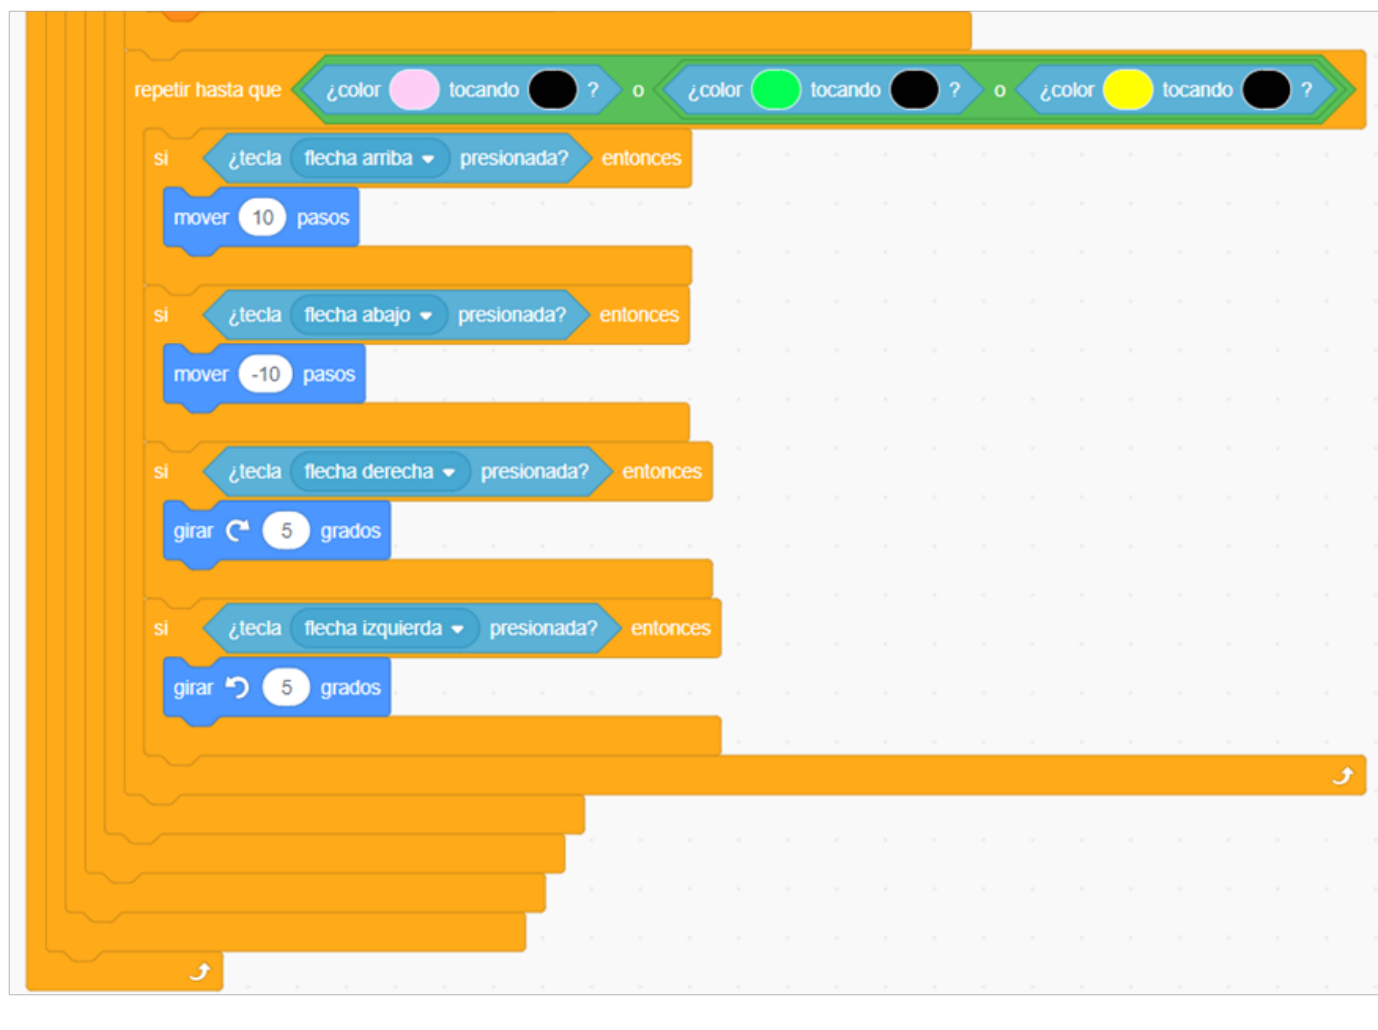 repetir hasta que ¿color tocando ? o ¿color tocando ? o ¿color tocando ?
si ¿tecla flecha arriba presionada? entonces
mover 10 pasos
si ¿tecla flecha abajo presionada? entonces
mover -10 pasos
si ¿tecla flecha derecha presionada? entonces
girar 5 grados
si ¿tecla flecha izquierda presionada? entonces
girar 5 grados